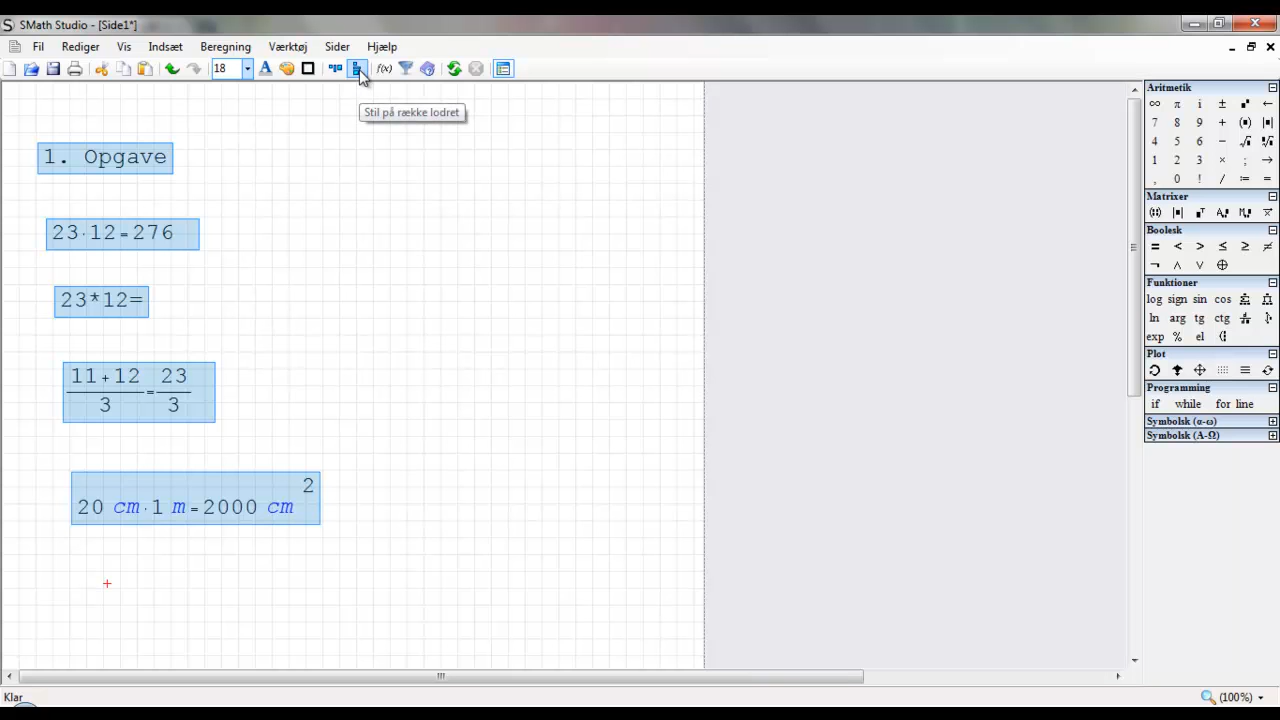 SMath Studio - [Side1*]
Fil Rediger Vis Indsæt Beregning Værktøj Sider Hjælp
18 A f(x)
Stil på række lodret
1. Opgave
23·12=276
23*12=
11+12
3
=
23
3
20 cm·1 m=2000 cm²
Aritmetik
∞ π i ± ←
7 8 9 +
4 5 6 −
1 2 3 × ; →
, 0 ! / := =
Matrixer
Boolesk
= < > ≤ ≥ ≠
¬ ∧ ∨ ⊕
Funktioner
log sign sin cos
ln arg tg ctg
exp % el
Plot
Programming
if while for line
Symbolsk (α-ω)
Symbolsk (Α-Ω)
Klar
(100%)